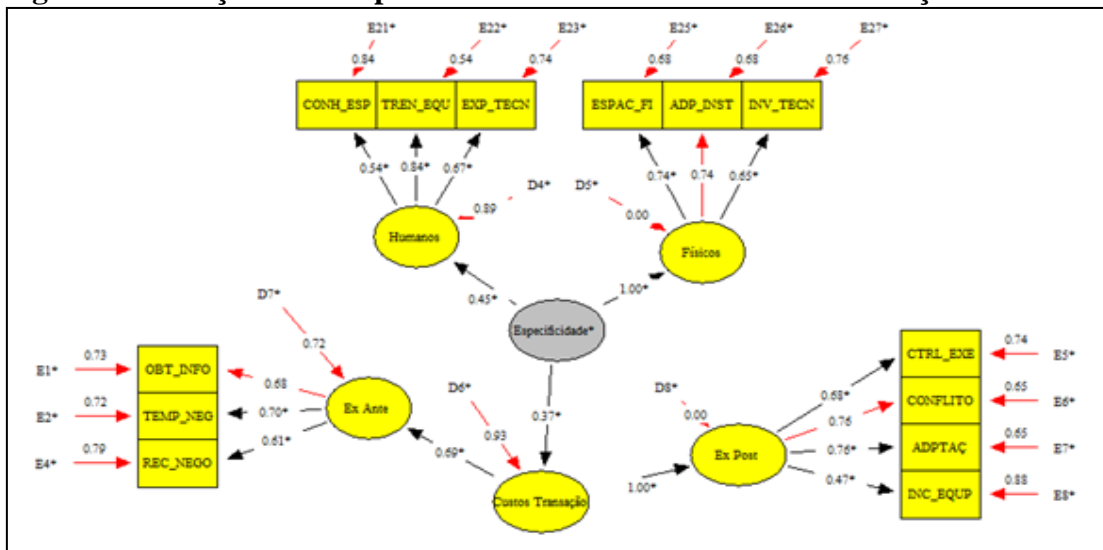 E21* E22* E23* E25* E26* E27*
0.84 0.54 0.74 0.68 0.68 0.76
CONH_ESP TREN_EQU EXP_TECN ESPAC_FI ADP_INST INV_TECN
0.54* 0.84* 0.67* 0.74* 0.74 0.65*
D4* D5*
0.89 0.00
Humanos Físicos
0.45* 1.00*
D7* Especificidade*
0.72
E1* 0.73 OBT_INFO 0.68
E2* 0.72 TEMP_NEG 0.70* Ex Ante
E4* 0.79 REC_NEGO 0.61*
D6* 0.37* D8*
0.93 0.00
0.69* Custos Transação 1.00* Ex Post
0.68* CTRL_EXE 0.74 E5*
0.76 CONFLITO 0.65 E6*
0.76* ADPTAÇ 0.65 E7*
0.47* INC_EQUP 0.88 E8*